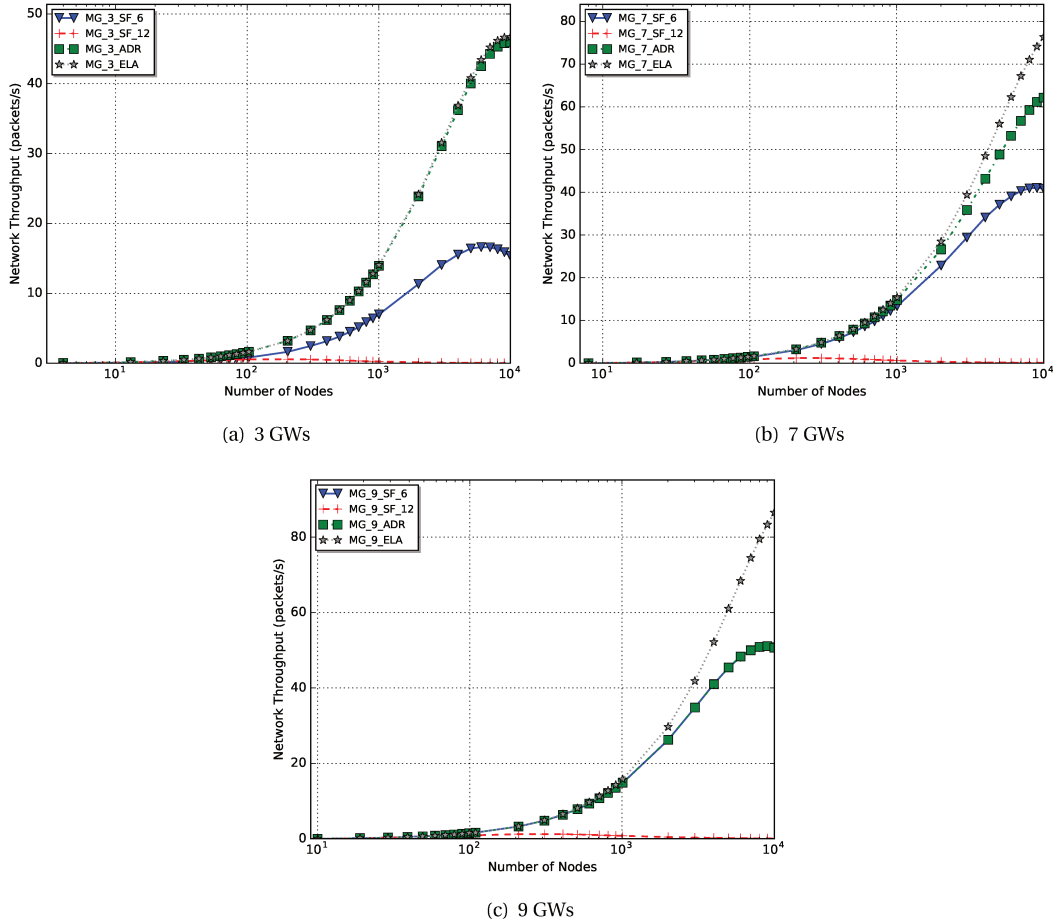 MG_3_SF_6
MG_3_SF_12
MG_3_ADR
MG_3_ELA
50
40
30
20
10
0
10^1
10^2
10^3
10^4
Network Throughput (packets/s)
Number of Nodes
(a) 3 GWs
MG_7_SF_6
MG_7_SF_12
MG_7_ADR
MG_7_ELA
80
70
60
50
40
30
20
10
0
10^1
10^2
10^3
10^4
Network Throughput (packets/s)
Number of Nodes
(b) 7 GWs
MG_9_SF_6
MG_9_SF_12
MG_9_ADR
MG_9_ELA
80
60
40
20
0
10^1
10^2
10^3
10^4
Network Throughput (packets/s)
Number of Nodes
(c) 9 GWs